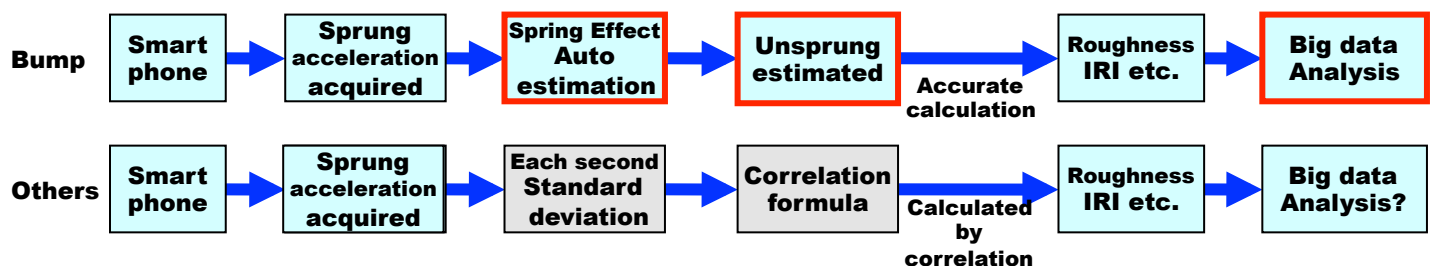 Bump
Smart
phone
Sprung
acceleration
acquired
Spring Effect
Auto
estimation
Unsprung
estimated
Accurate
calculation
Roughness
IRI etc.
Big data
Analysis
Others
Smart
phone
Sprung
acceleration
acquired
Each second
Standard
deviation
Correlation
formula
Calculated
by
correlation
Roughness
IRI etc.
Big data
Analysis?